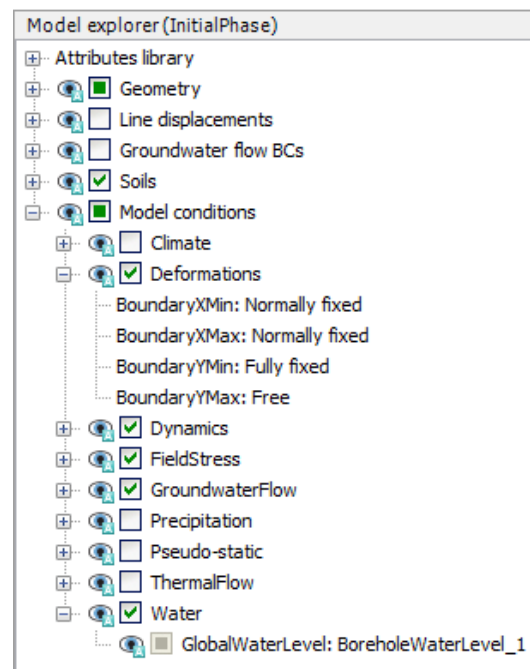 Model explorer (InitialPhase)
Attributes library
Geometry
Line displacements
Groundwater flow BCs
Soils
Model conditions
Climate
Deformations
BoundaryXMin: Normally fixed
BoundaryXMax: Normally fixed
BoundaryYMin: Fully fixed
BoundaryYMax: Free
Dynamics
FieldStress
GroundwaterFlow
Precipitation
Pseudo-static
ThermalFlow
Water
GlobalWaterLevel: BoreholeWaterLevel_1